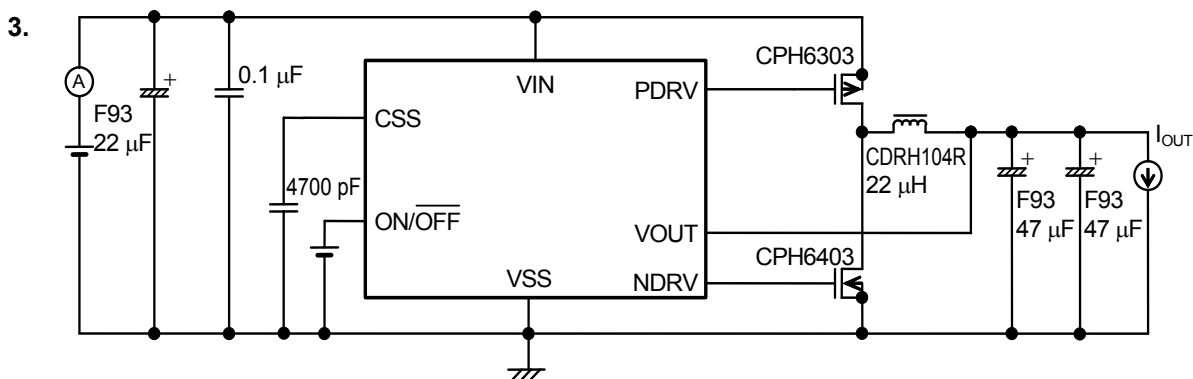 3.
A
F93
22 μF
0.1 μF
4700 pF
VIN
CSS
ON/OFF
VSS
PDRV
VOUT
NDRV
CPH6303
CDRH104R
22 μH
CPH6403
F93
47 μF
F93
47 μF
IOUT
+
+
+